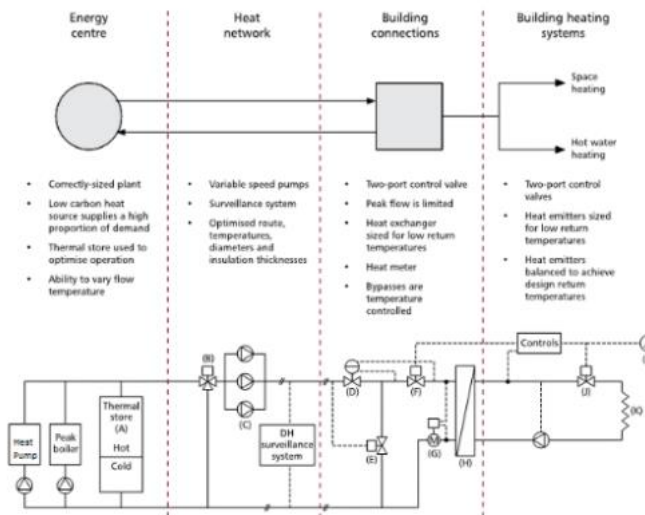 Energy
centre
Heat
network
Building
connections
Building heating
systems
Space
heating
Hot water
heating
• Correctly-sized plant
• Low carbon heat
source supplies a high
proportion of demand
• Thermal store used to
optimise operation
• Ability to vary flow
temperature
• Variable speed pumps
• Surveillance system
• Optimised route,
temperatures,
diameters and
insulation thicknesses
• Two-port control valve
• Peak flow is limited
• Heat exchanger
sized for low return
temperatures
• Heat meter
• Bypasses are
temperature
controlled
• Two-port control
valves
• Heat emitters sized
for low return
temperatures
• Heat emitters
balanced to achieve
design return
temperatures
Heat
Pump
Peak
boiler
Thermal
store
(A)
Hot
Cold
(B)
(C)
DH
surveillance
system
(D)
(E)
(F)
(G)
M
(H)
Controls
(J)
(K)